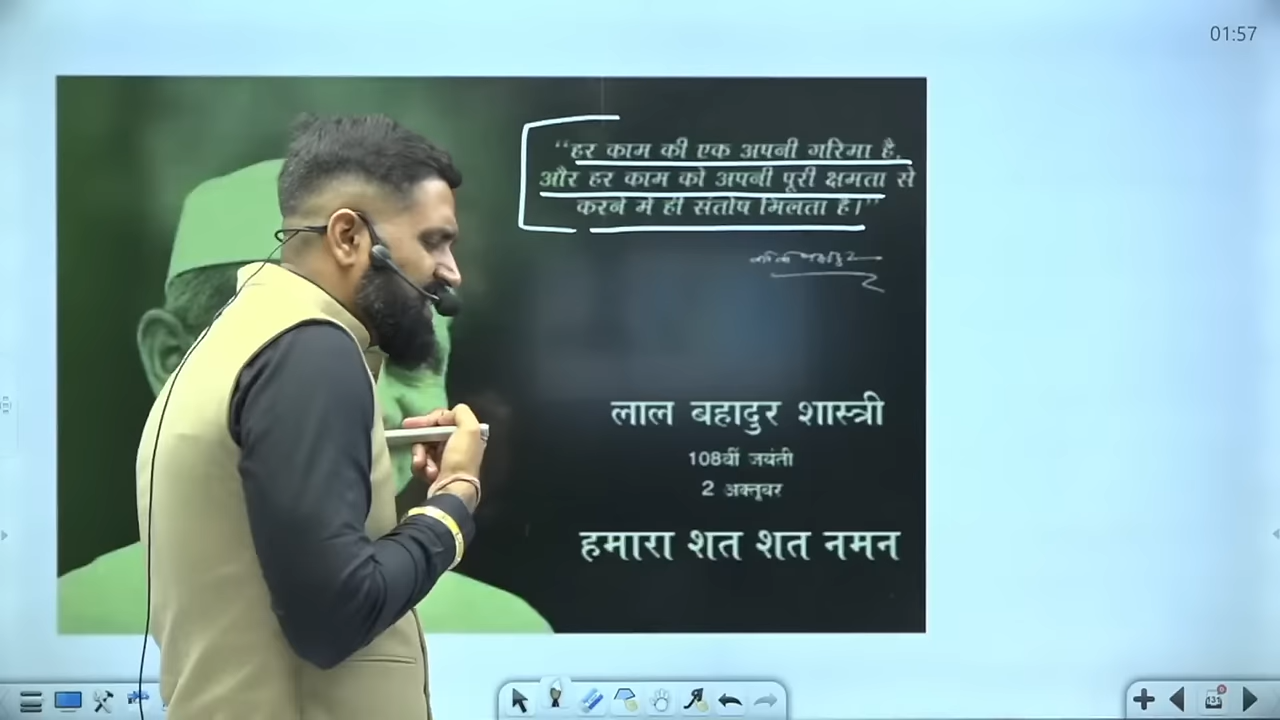 01:57
“हर काम की एक अपनी गरिमा है,
और हर काम को अपनी पूरी क्षमता से
करने में ही संतोष मिलता है।”
लाल बहादुर शास्त्री
108वीं जयंती
2 अक्तूबर
हमारा शत शत नमन